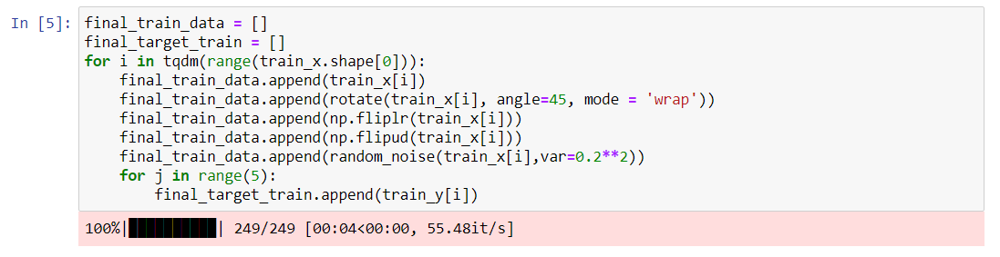 In [5]: final_train_data = []
final_target_train = []
for i in tqdm(range(train_x.shape[0])):
    final_train_data.append(train_x[i])
    final_train_data.append(rotate(train_x[i], angle=45, mode = 'wrap'))
    final_train_data.append(np.fliplr(train_x[i]))
    final_train_data.append(np.flipud(train_x[i]))
    final_train_data.append(random_noise(train_x[i],var=0.2**2))
    for j in range(5):
        final_target_train.append(train_y[i])
100%|██████████| 249/249 [00:04<00:00, 55.48it/s]